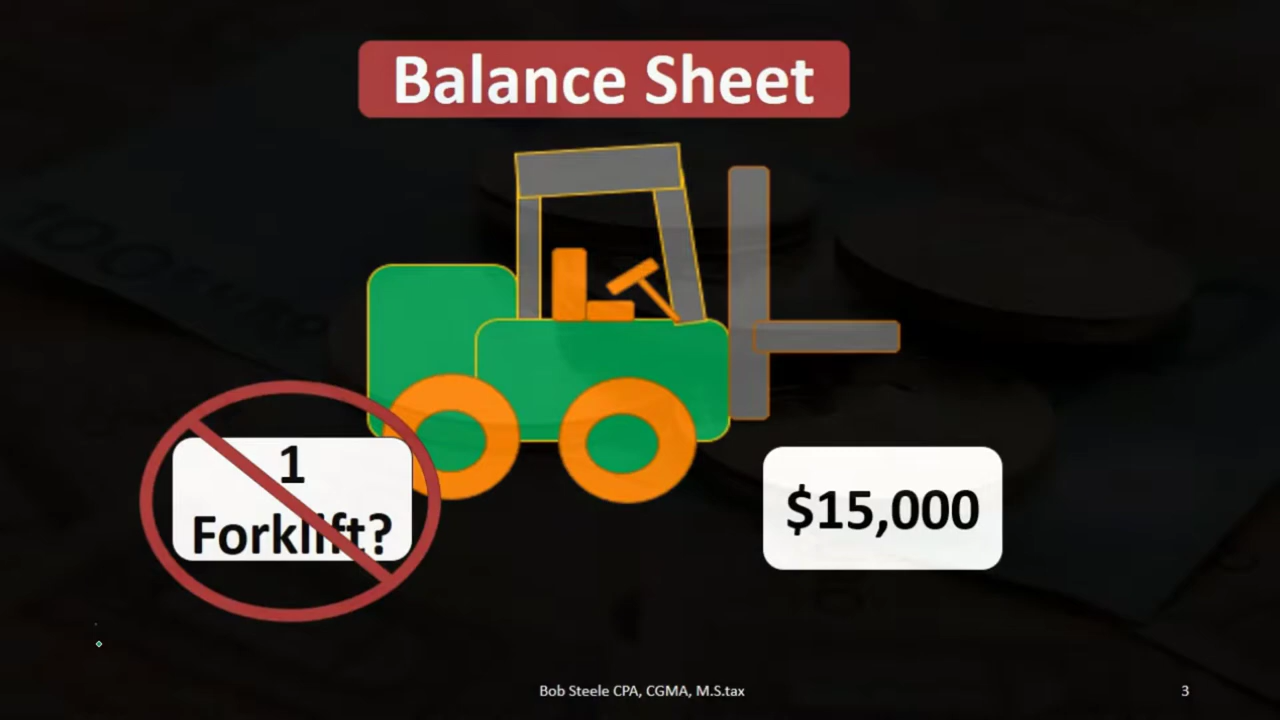 Balance Sheet
1
Forklift?
$15,000
Bob Steele CPA, CGMA, M.S.tax
3